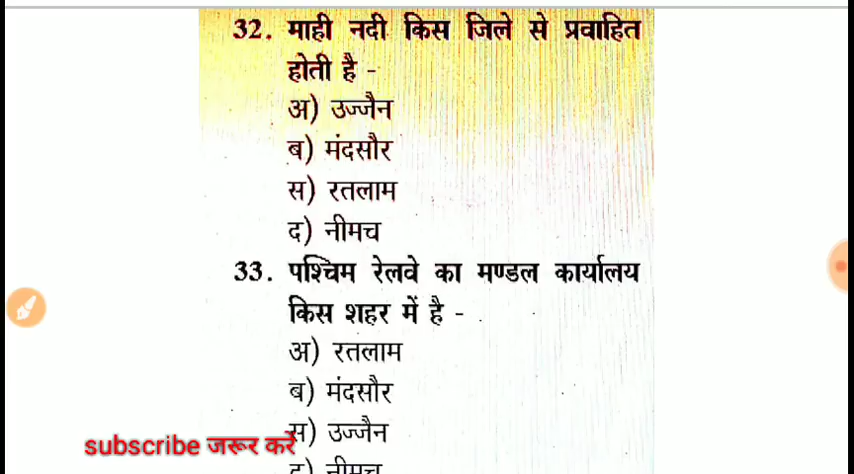 32. माही नदी किस जिले से प्रवाहित
होती है -
अ) उज्जैन
ब) मंदसौर
स) रतलाम
द) नीमच
33. पश्चिम रेलवे का मण्डल कार्यालय
किस शहर में है -
अ) रतलाम
ब) मंदसौर
स) उज्जैन
subscribe जरूर करें
द) नीमच